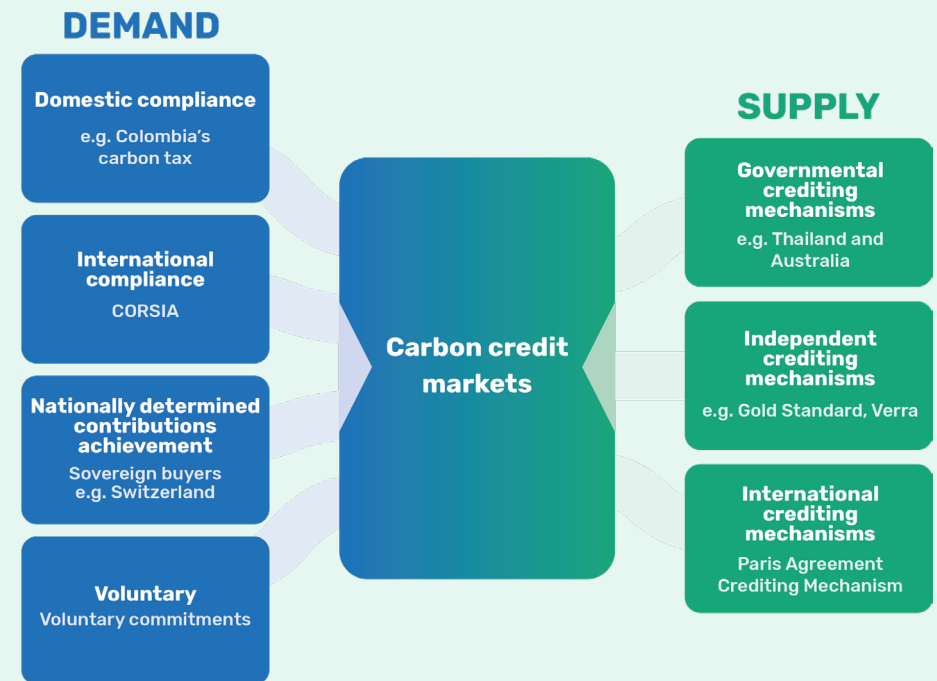 DEMAND
Domestic compliance
e.g. Colombia's
carbon tax
International
compliance
CORSIA
Nationally determined
contributions
achievement
Sovereign buyers
e.g. Switzerland
Voluntary
Voluntary commitments
Carbon credit
markets
SUPPLY
Governmental
crediting
mechanisms
e.g. Thailand and
Australia
Independent
crediting
mechanisms
e.g. Gold Standard, Verra
International
crediting
mechanisms
Paris Agreement
Crediting Mechanism